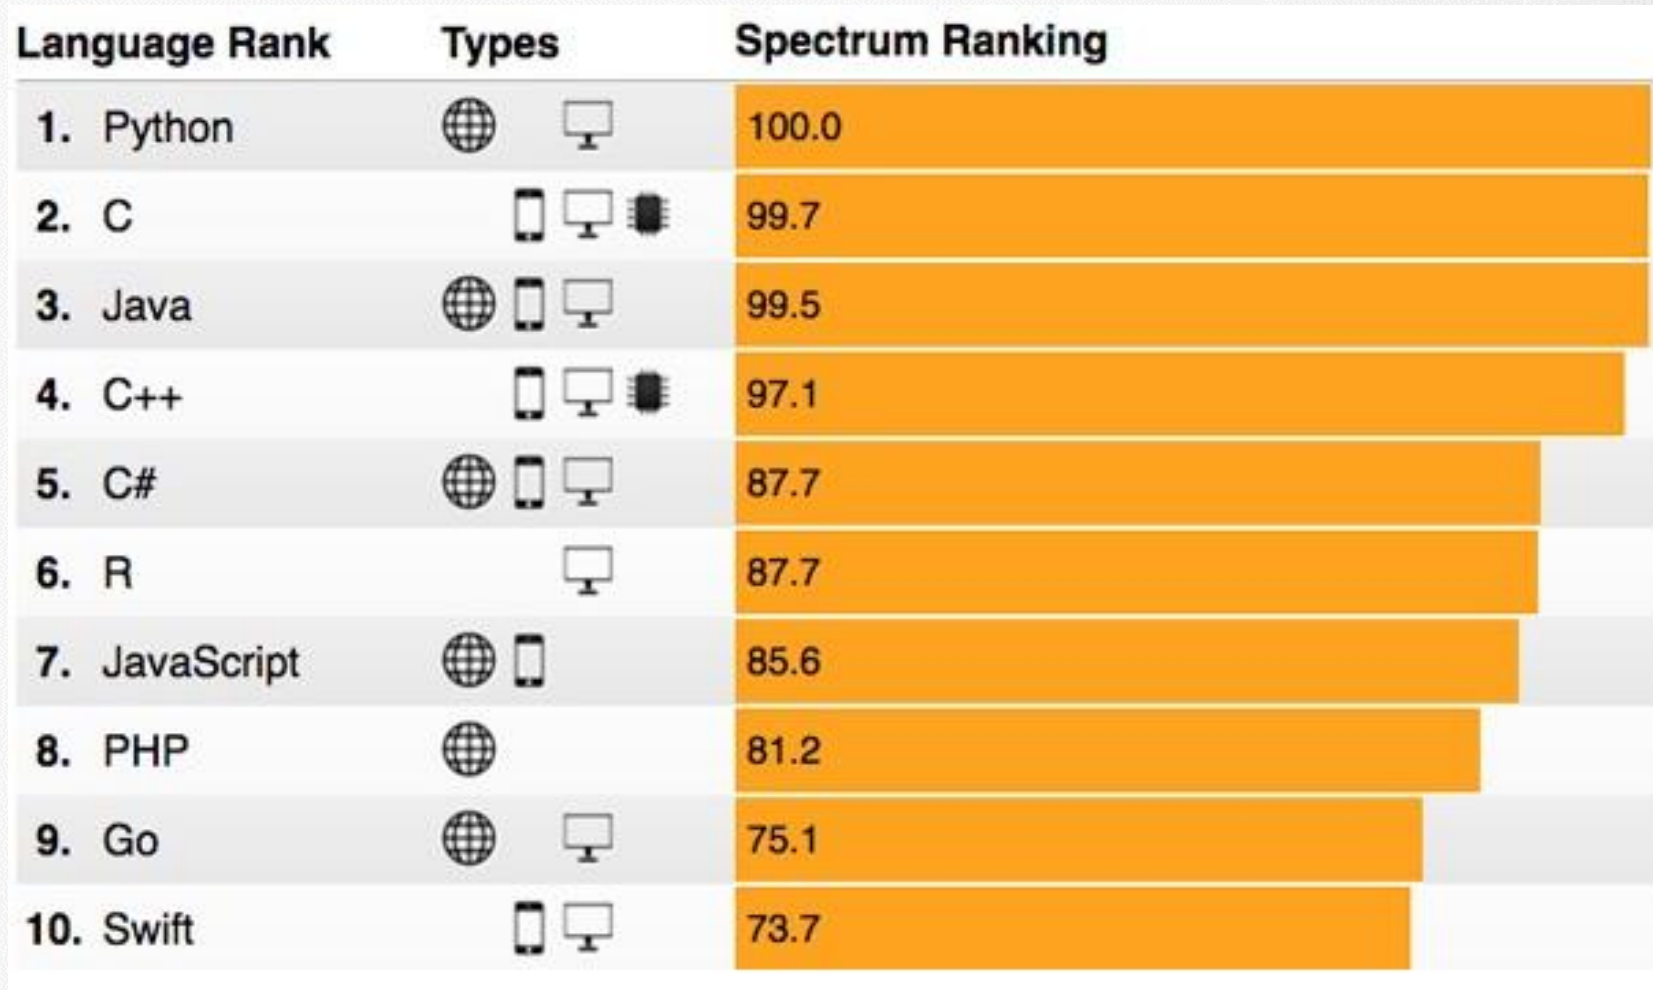 Language Rank Types Spectrum Ranking
1. Python 100.0
2. C 99.7
3. Java 99.5
4. C++ 97.1
5. C# 87.7
6. R 87.7
7. JavaScript 85.6
8. PHP 81.2
9. Go 75.1
10. Swift 73.7